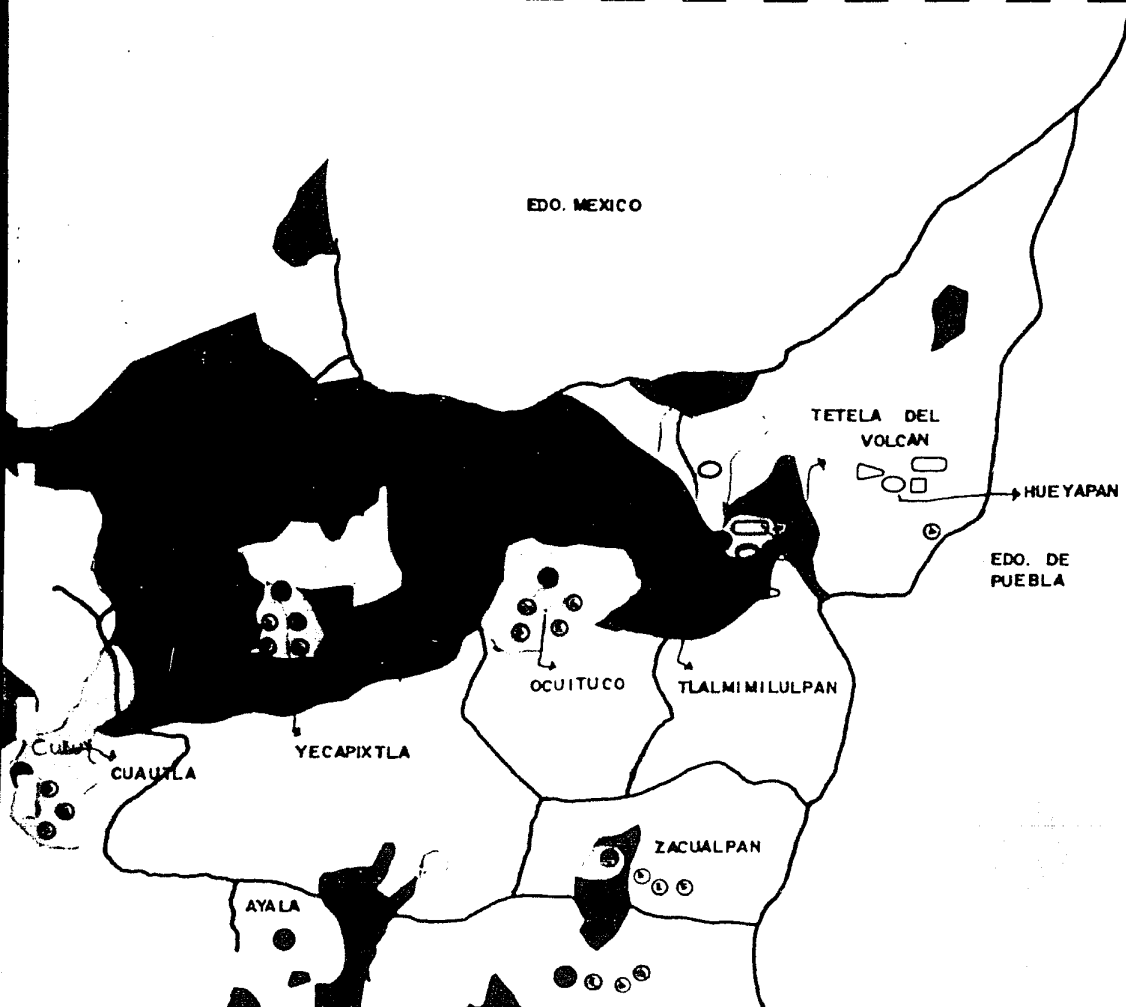 EDO. MEXICO
TETELA DEL
VOLCAN
HUEYAPAN
EDO. DE
PUEBLA
OCUITUCO
TLALMIMILULPAN
YECAPIXTLA
CUAUTLA
ZACUALPAN
AYALA